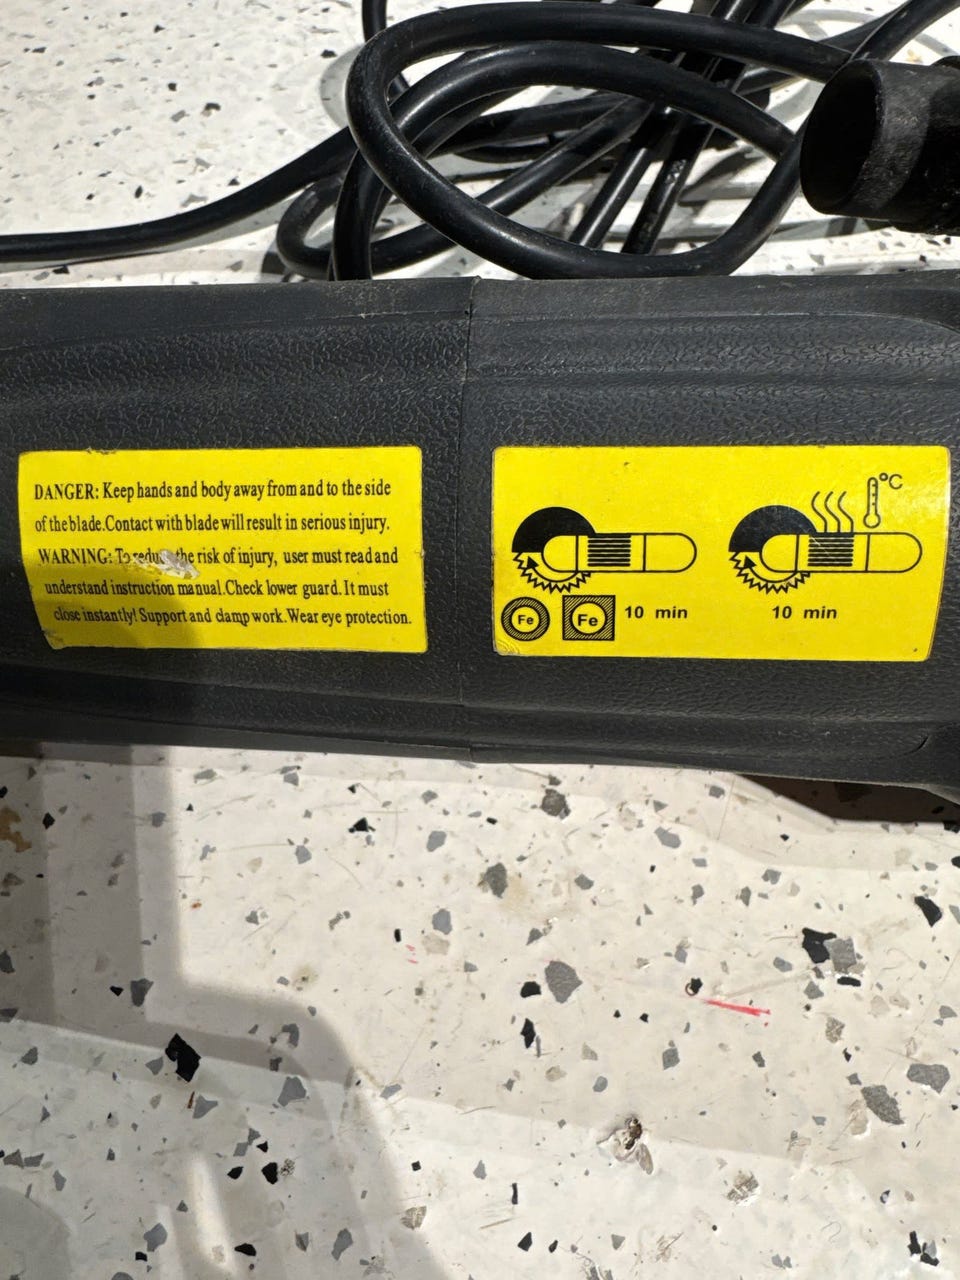 DANGER: Keep hands and body away from and to the side
of the blade.Contact with blade will result in serious injury.
WARNING: To reduce the risk of injury, user must read and
understand instruction manual.Check lower guard. It must
close instantly! Support and clamp work.Wear eye protection.
°C
Fe
Fe
10 min
10 min